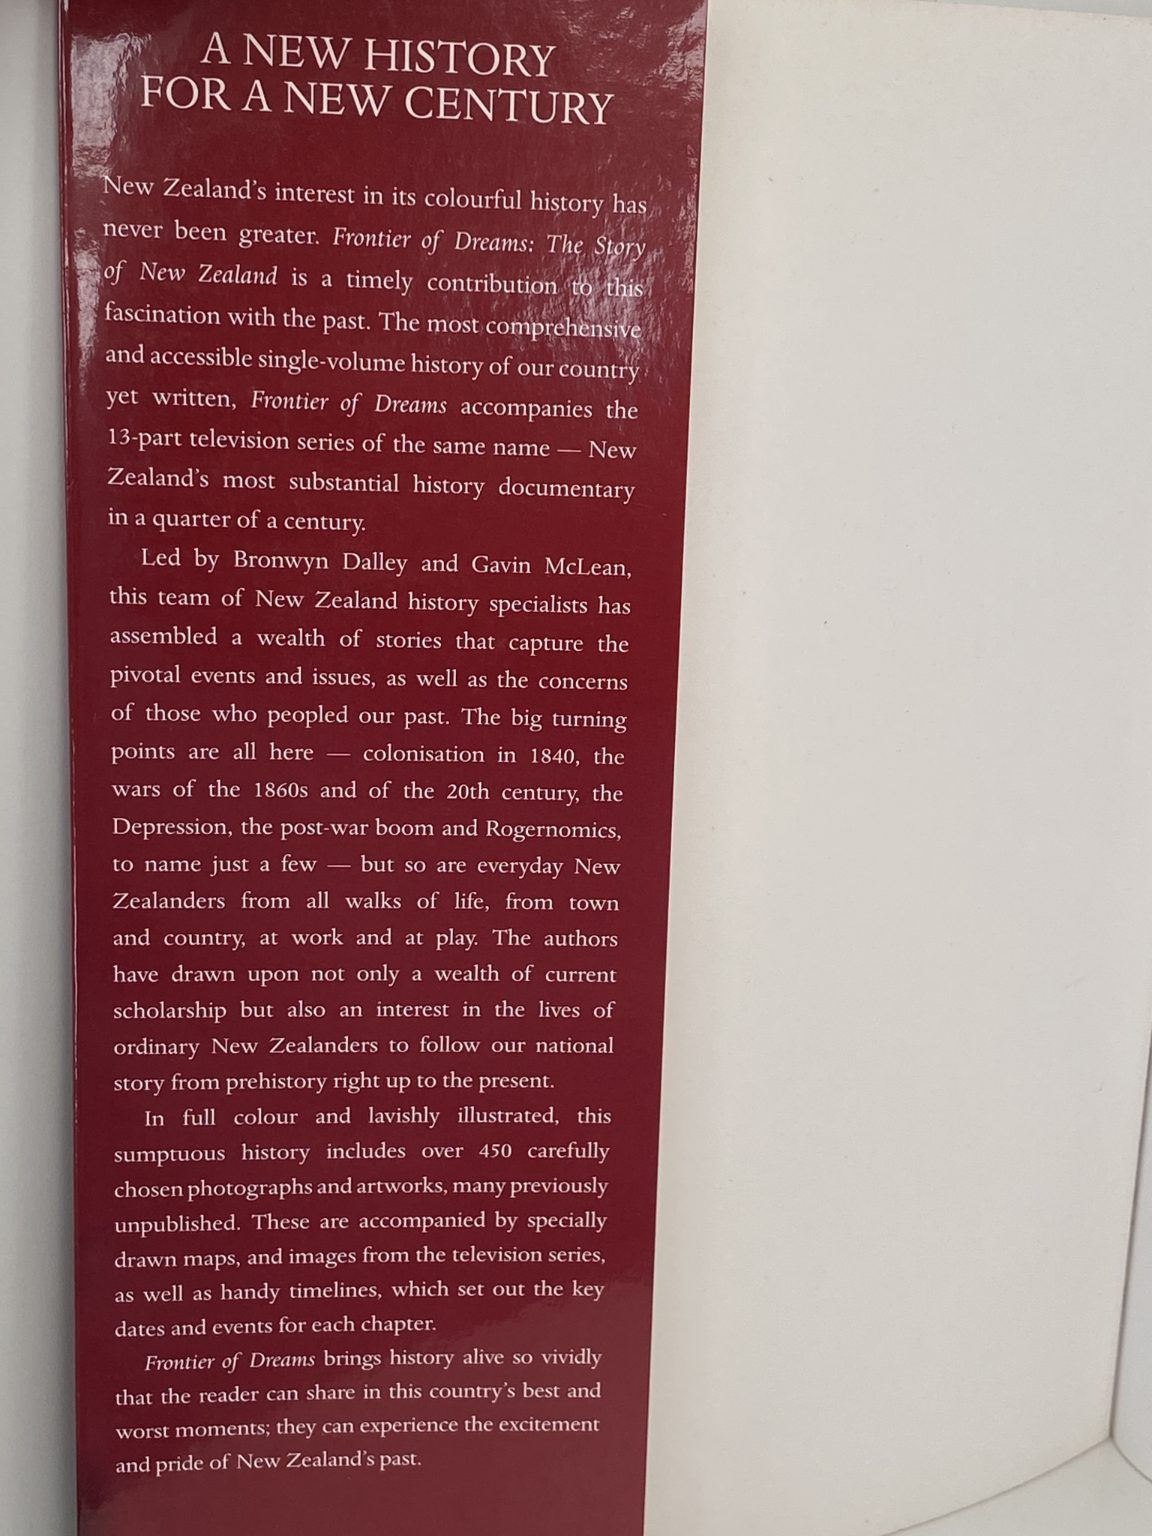 A NEW HISTORY
FOR A NEW CENTURY
New Zealand's interest in its colourful history has
never been greater. Frontier of Dreams: The Story
of New Zealand is a timely contribution to this
fascination with the past. The most comprehensive
and accessible single-volume history of our country
yet written, Frontier of Dreams accompanies the
13-part television series of the same name — New
Zealand's most substantial history documentary
in a quarter of a century.
Led by Bronwyn Dalley and Gavin McLean,
this team of New Zealand history specialists has
assembled a wealth of stories that capture the
pivotal events and issues, as well as the concerns
of those who peopled our past. The big turning
points are all here — colonisation in 1840, the
wars of the 1860s and of the 20th century, the
Depression, the post-war boom and Rogernomics,
to name just a few — but so are everyday New
Zealanders from all walks of life, from town
and country, at work and at play. The authors
have drawn upon not only a wealth of current
scholarship but also an interest in the lives of
ordinary New Zealanders to follow our national
story from prehistory right up to the present.
In full colour and lavishly illustrated, this
sumptuous history includes over 450 carefully
chosen photographs and artworks, many previously
unpublished. These are accompanied by specially
drawn maps, and images from the television series,
as well as handy timelines, which set out the key
dates and events for each chapter.
Frontier of Dreams brings history alive so vividly
that the reader can share in this country's best and
worst moments; they can experience the excitement
and pride of New Zealand's past.